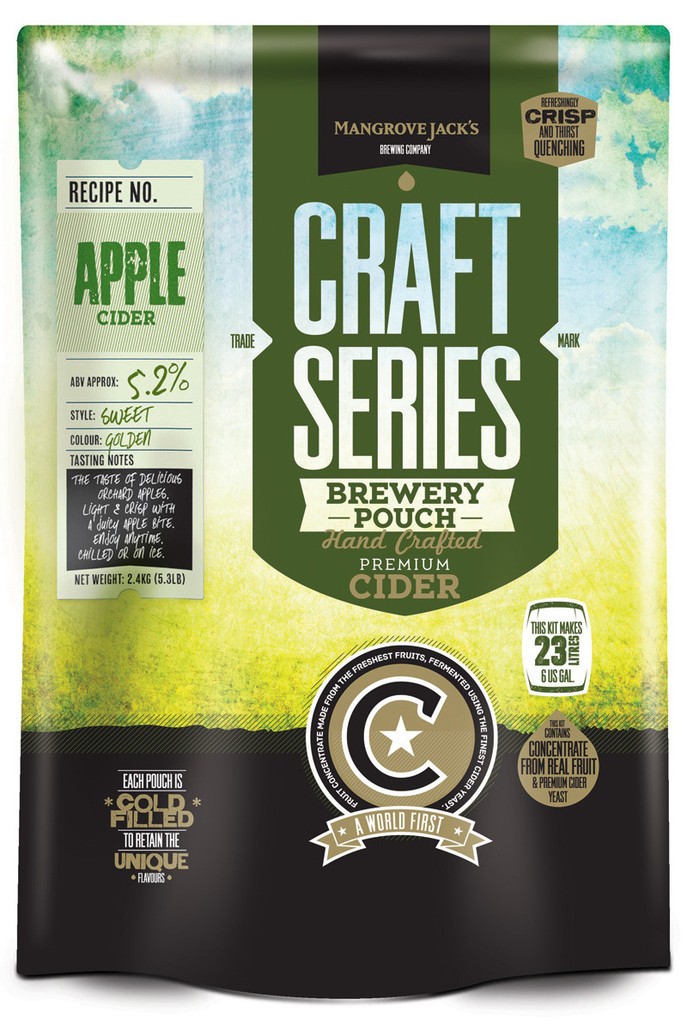 MANGROVE JACK'S
BREWING COMPANY
REFRESHINGLY
CRISP
AND THIRST
QUENCHING
RECIPE NO.
APPLE
CIDER
ABV APPROX: 5.2%
STYLE: SWEET
COLOUR: GOLDEN
TASTING NOTES
THE TASTE OF DELICIOUS
ORCHARD APPLES.
LIGHT & CRISP WITH
A JUICY APPLE BITE.
ENJOY ANYTIME,
CHILLED OR ON ICE.
NET WEIGHT: 2.4KG (5.3LB)
CRAFT
SERIES
TRADE
MARK
BREWERY
POUCH
Hand Crafted
PREMIUM
CIDER
THIS KIT MAKES
23 LITRES
6 US GAL.
FRUIT CONCENTRATE MADE FROM THE FRESHEST FRUITS, FERMENTED USING THE FINEST CIDER YEAST.
C
A WORLD FIRST
THIS KIT
CONTAINS
CONCENTRATE
FROM REAL FRUIT
& PREMIUM CIDER
YEAST
EACH POUCH IS
COLD
FILLED
TO RETAIN THE
UNIQUE
FLAVOURS